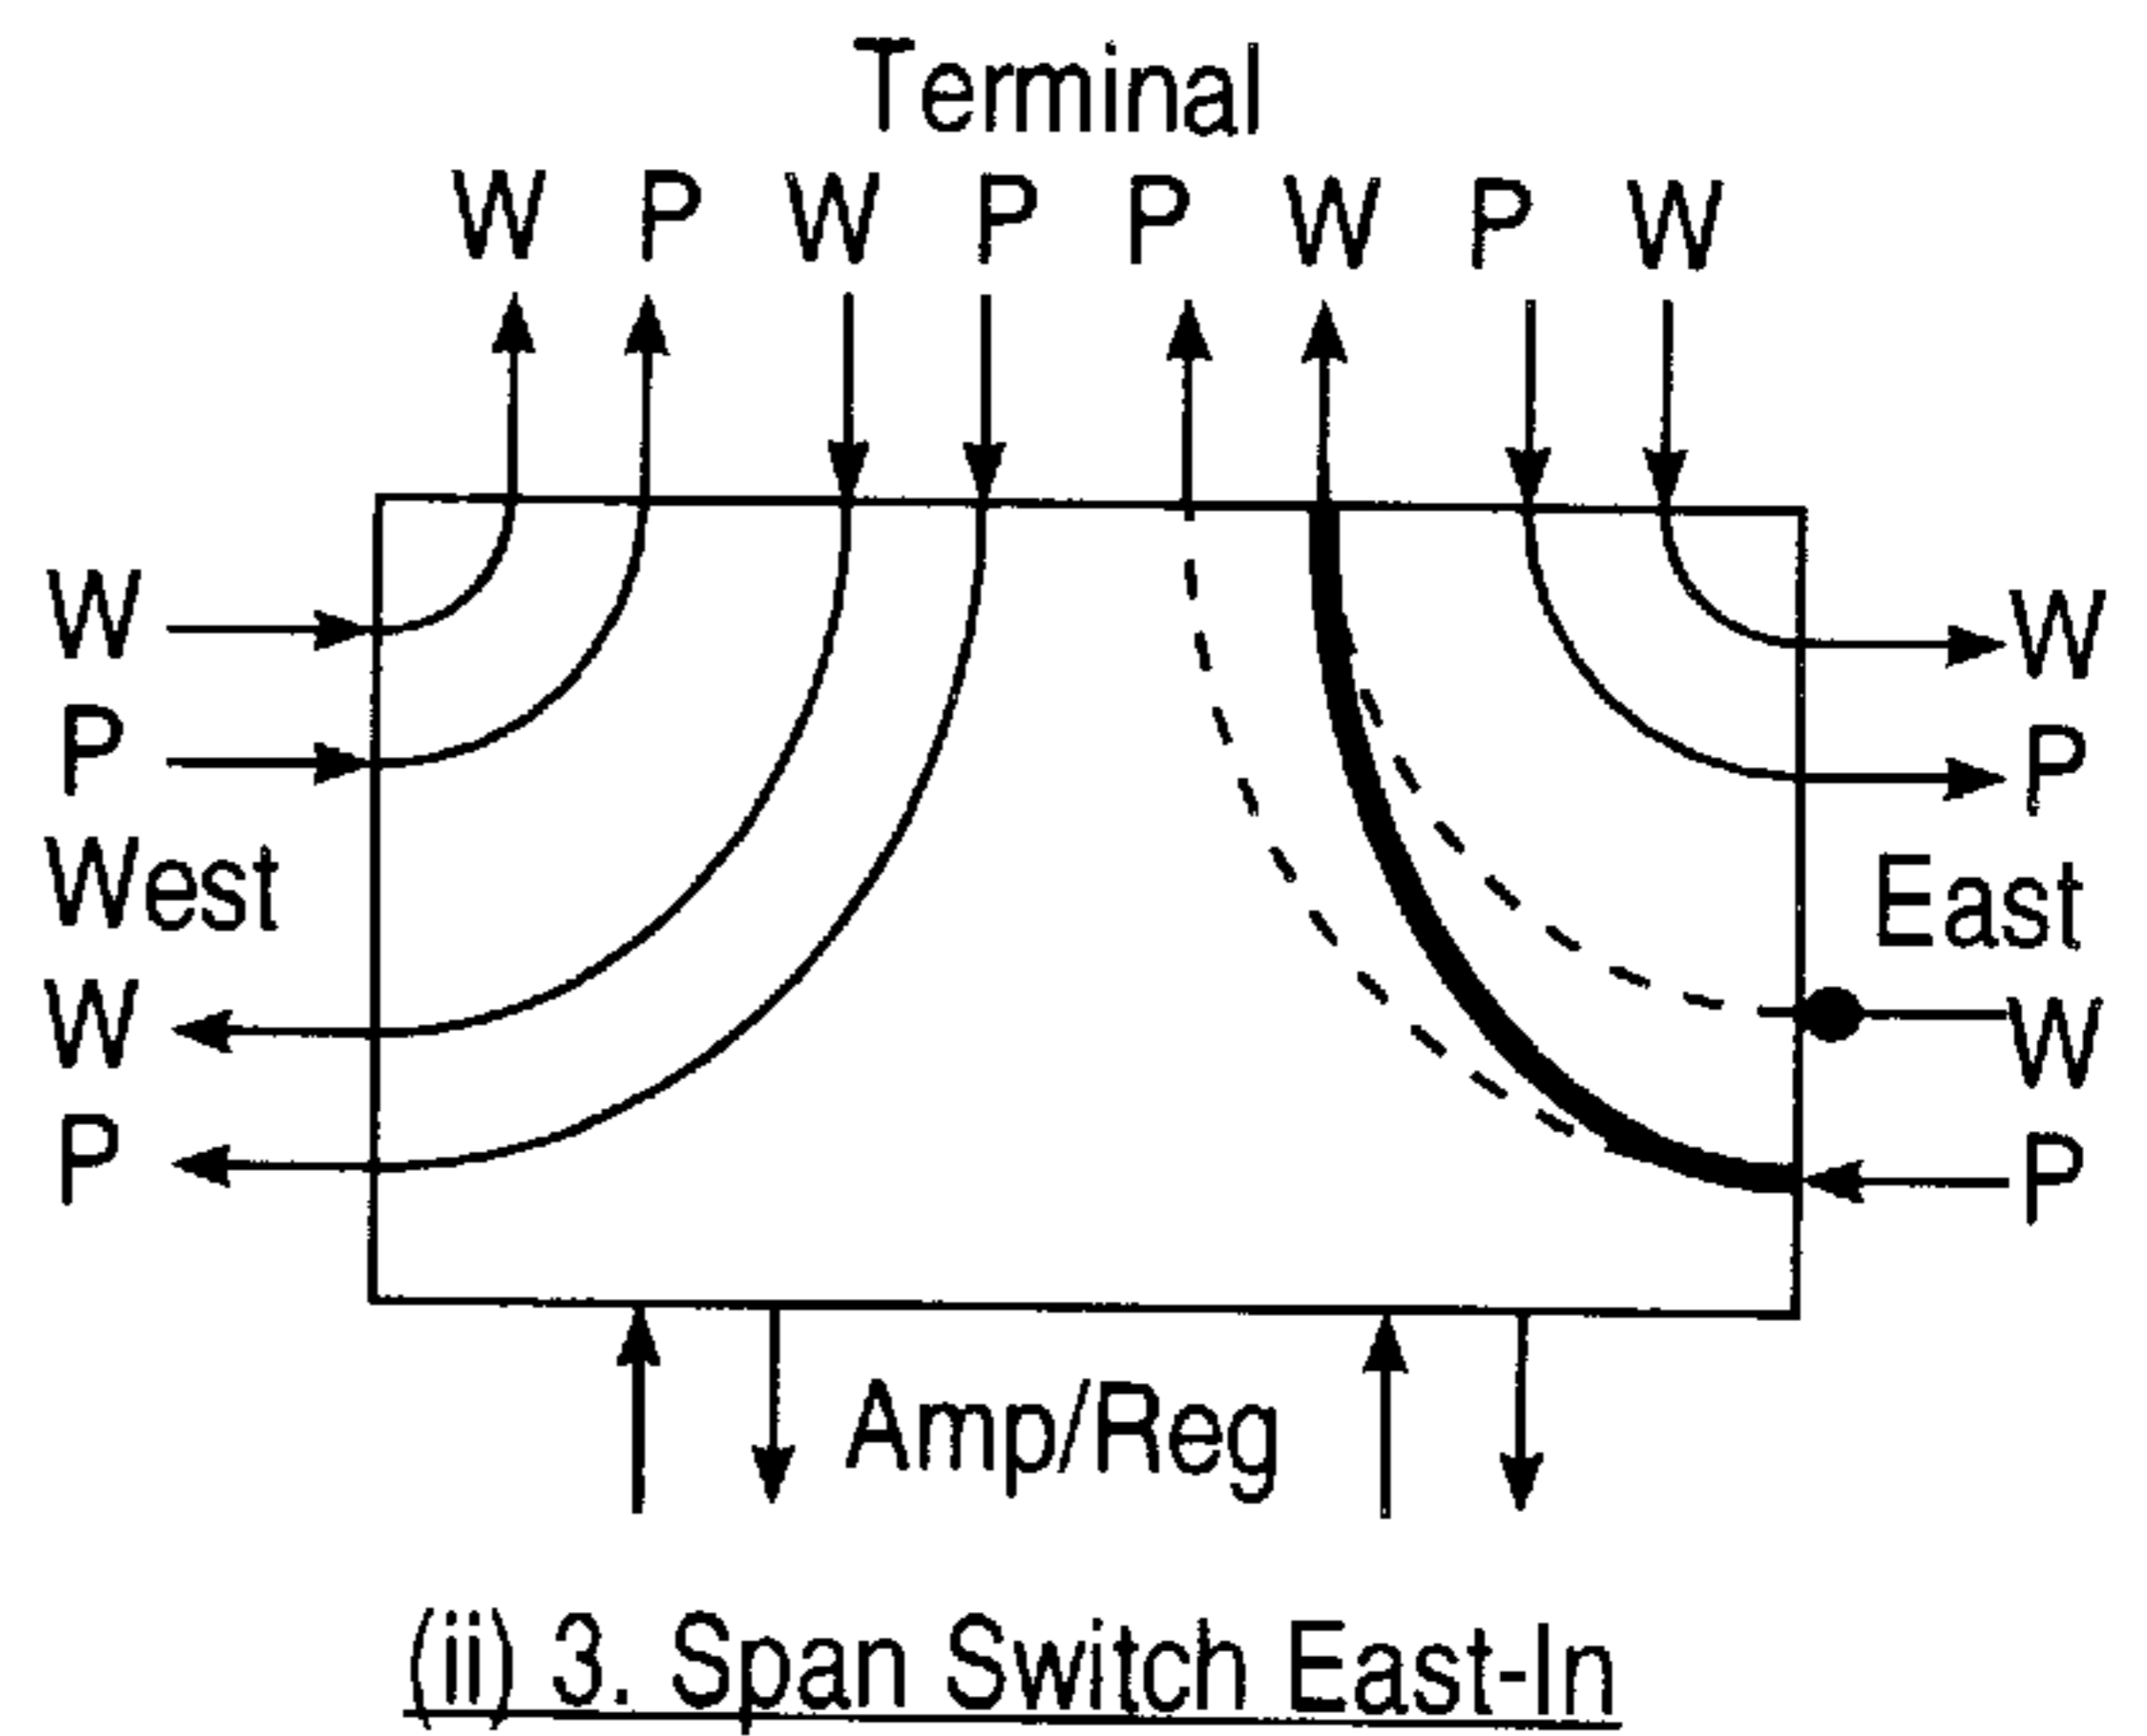 Terminal
W P W P P W P W
W W
P P
West East
W W
P P
Amp/Reg
(ii) 3. Span Switch East-In